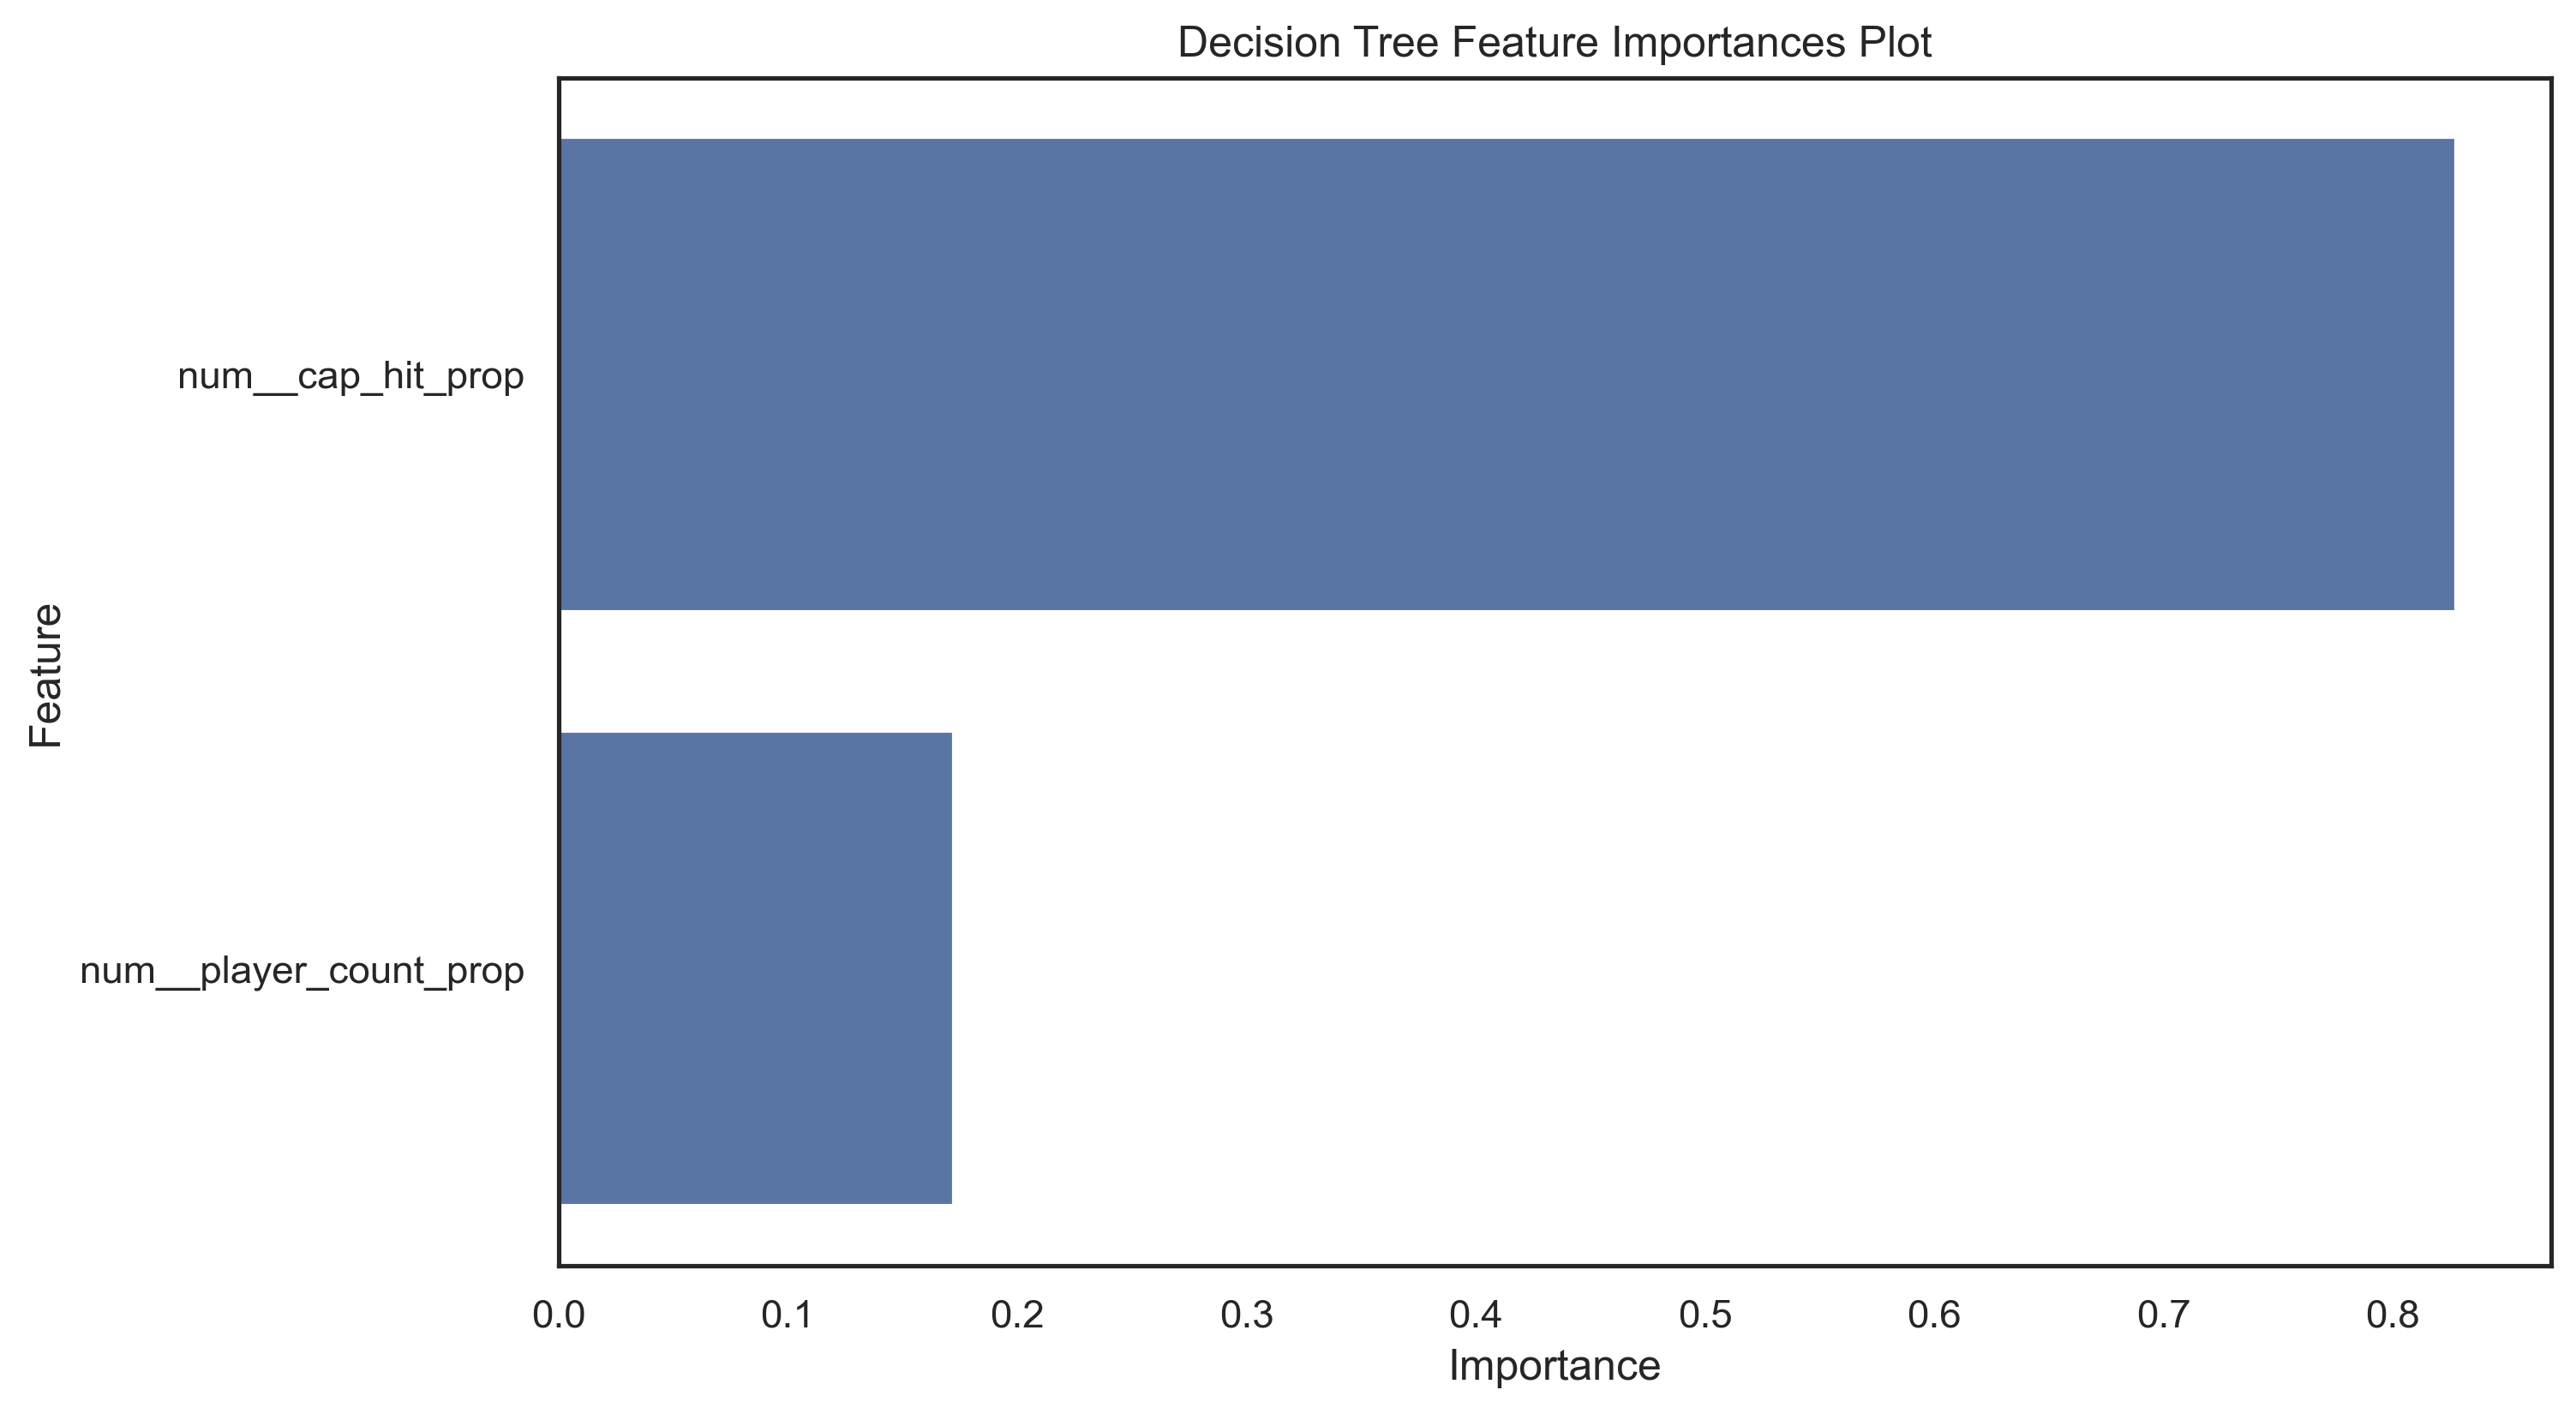 Decision Tree Feature Importances Plot
Feature
num__cap_hit_prop
num__player_count_prop
0.0 0.1 0.2 0.3 0.4 0.5 0.6 0.7 0.8
Importance